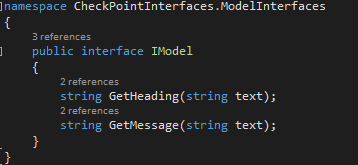 namespace CheckPointInterfaces.ModelInterfaces
{
3 references
public interface IModel
{
2 references
string GetHeading(string text);
2 references
string GetMessage(string text);
}
}